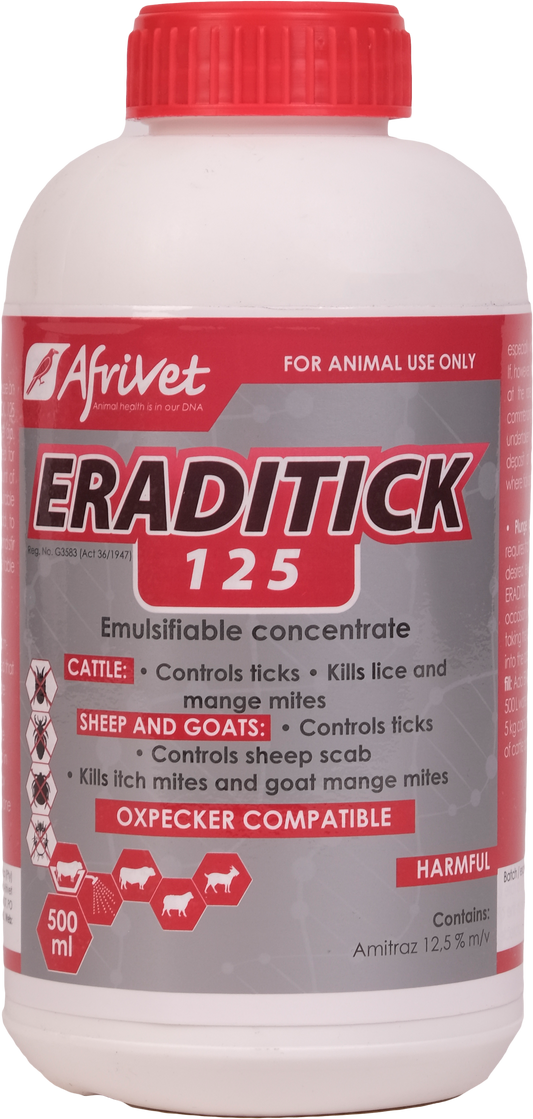 Afrivet
Animal health is in our DNA
FOR ANIMAL USE ONLY
ERADITICK
Reg. No. G3583 (Act 36/1947)
125
Emulsifiable concentrate
CATTLE: • Controls ticks • Kills lice and
mange mites
SHEEP AND GOATS: • Controls ticks
• Controls sheep scab
• Kills itch mites and goat mange mites
OXPECKER COMPATIBLE
HARMFUL
500
ml
Contains:
Amitraz 12,5 % m/v